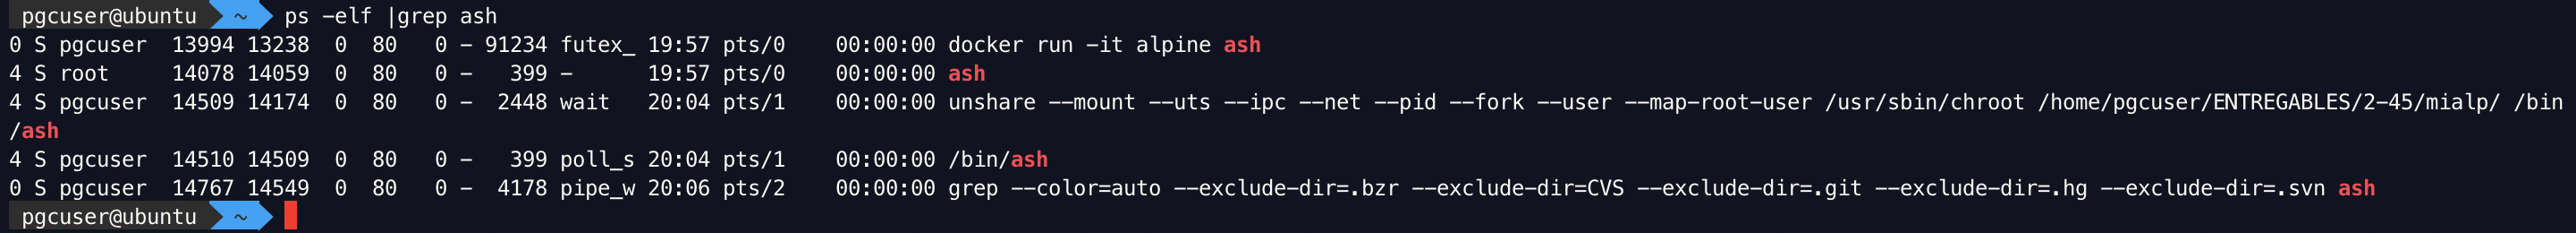 pgcuser@ubuntu ~ ps -elf |grep ash
0 S pgcuser  13994 13238  0  80   0 - 91234 futex_ 19:57 pts/0    00:00:00 docker run -it alpine ash
4 S root     14078 14059  0  80   0 -   399 -      19:57 pts/0    00:00:00 ash
4 S pgcuser  14509 14174  0  80   0 -  2448 wait   20:04 pts/1    00:00:00 unshare --mount --uts --ipc --net --pid --fork --user --map-root-user /usr/sbin/chroot /home/pgcuser/ENTREGABLES/2-45/mialp/ /bin
/ash
4 S pgcuser  14510 14509  0  80   0 -   399 poll_s 20:04 pts/1    00:00:00 /bin/ash
0 S pgcuser  14767 14549  0  80   0 -  4178 pipe_w 20:06 pts/2    00:00:00 grep --color=auto --exclude-dir=.bzr --exclude-dir=CVS --exclude-dir=.git --exclude-dir=.hg --exclude-dir=.svn ash
pgcuser@ubuntu ~